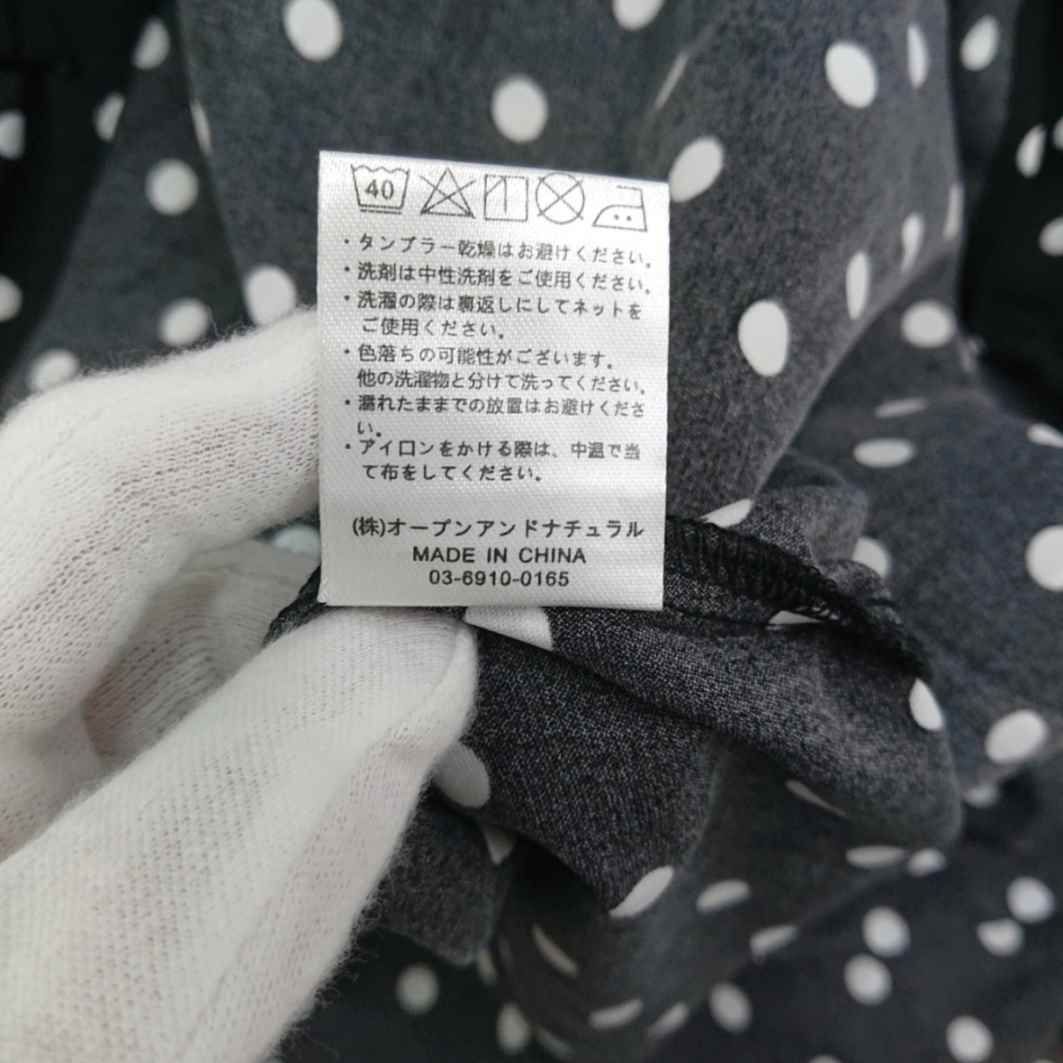 40
・タンブラー乾燥はお避けください。
・洗剤は中性洗剤をご使用ください。
・洗濯の際は裏返しにしてネットを
ご使用ください。
・色落ちの可能性がございます。
他の洗濯物と分けて洗ってください。
・濡れたままでの放置はお避けくださ
い。
・アイロンをかける際は、中温で当
て布をしてください。
(株)オープンアンドナチュラル
MADE IN CHINA
03-6910-0165